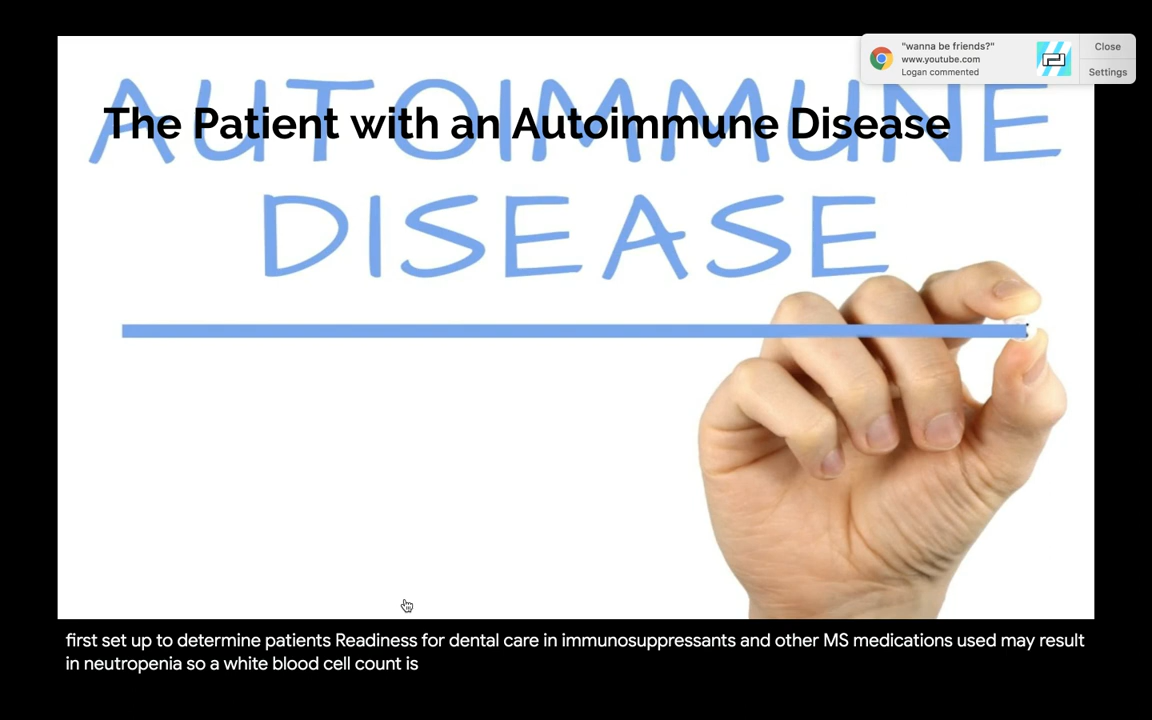 "wanna be friends?"
www.youtube.com
Logan commented
Close
Settings
The Patient with an Autoimmune Disease
AUTOIMMUNE
DISEASE
first set up to determine patients Readiness for dental care in immunosuppressants and other MS medications used may result
in neutropenia so a white blood cell count is